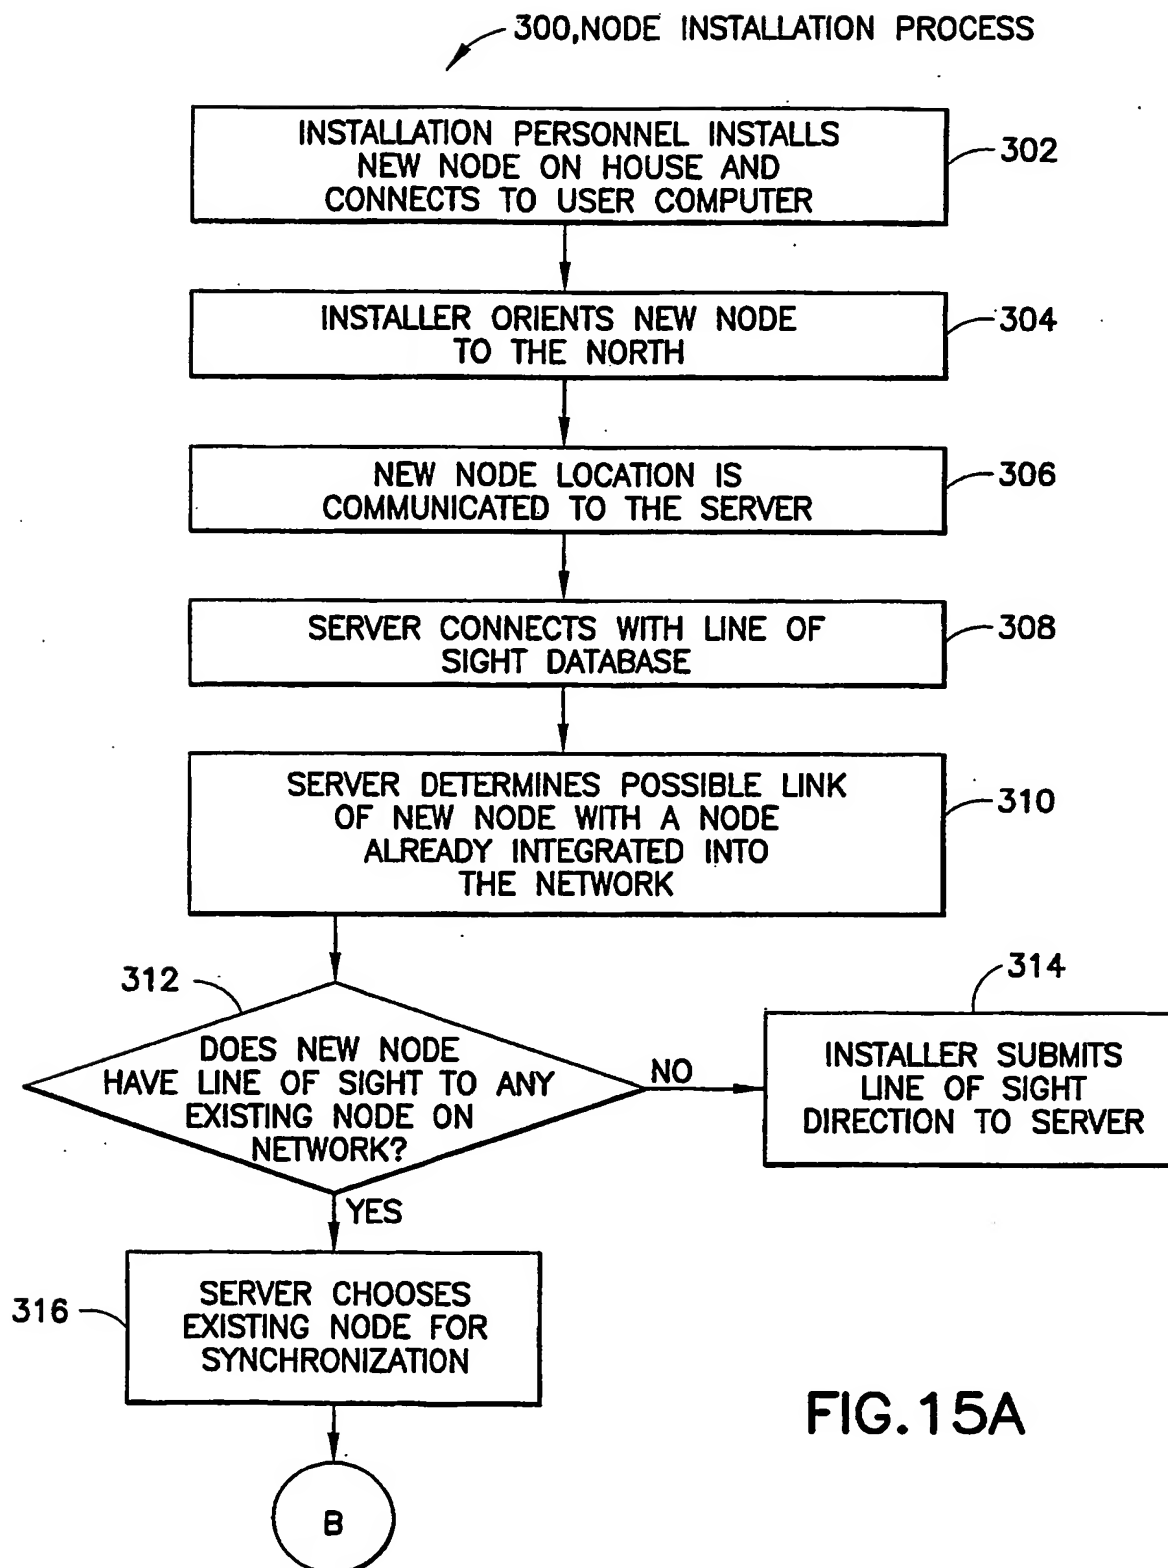 300,NODE INSTALLATION PROCESS
INSTALLATION PERSONNEL INSTALLS
NEW NODE ON HOUSE AND
CONNECTS TO USER COMPUTER
302
INSTALLER ORIENTS NEW NODE
TO THE NORTH
304
NEW NODE LOCATION IS
COMMUNICATED TO THE SERVER
306
SERVER CONNECTS WITH LINE OF
SIGHT DATABASE
308
SERVER DETERMINES POSSIBLE LINK
OF NEW NODE WITH A NODE
ALREADY INTEGRATED INTO
THE NETWORK
310
312
DOES NEW NODE
HAVE LINE OF SIGHT TO ANY
EXISTING NODE ON
NETWORK?
NO
314
INSTALLER SUBMITS
LINE OF SIGHT
DIRECTION TO SERVER
YES
316
SERVER CHOOSES
EXISTING NODE FOR
SYNCHRONIZATION
B
FIG.15A